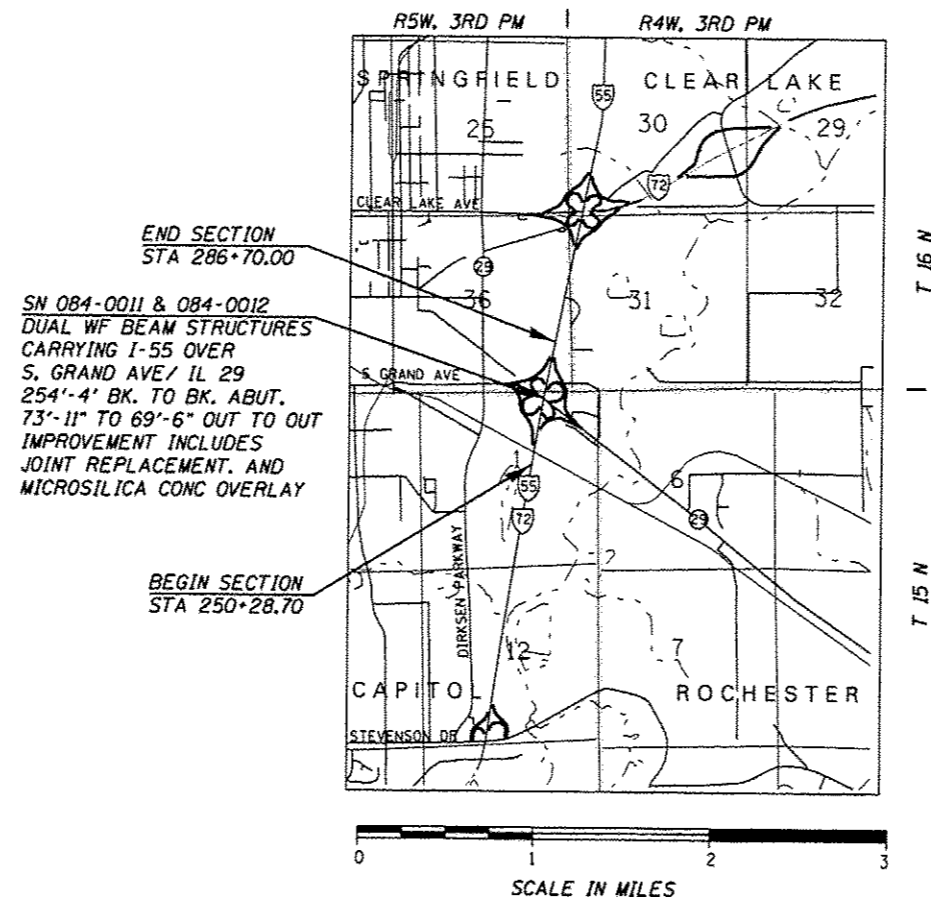 R5W, 3RD PM
R4W, 3RD PM
SPRINGFIELD
CLEAR LAKE
55
25
30
29
72
CLEAR LAKE AVE
END SECTION
STA 286+70.00
29
T 16 N
36
31
32
SN 084-0011 & 084-0012
DUAL WF BEAM STRUCTURES
CARRYING I-55 OVER
S. GRAND AVE/ IL 29
254'-4' BK. TO BK. ABUT.
73'-11" TO 69'-6" OUT TO OUT
IMPROVEMENT INCLUDES
JOINT REPLACEMENT. AND
MICROSILICA CONC OVERLAY
S. GRAND AVE
1
6
55
29
72
BEGIN SECTION
STA 250+28.70
DIRKSEN PARKWAY
T 15 N
12
7
CAPITOL
ROCHESTER
STEVENSON DR
0 1 2 3
SCALE IN MILES